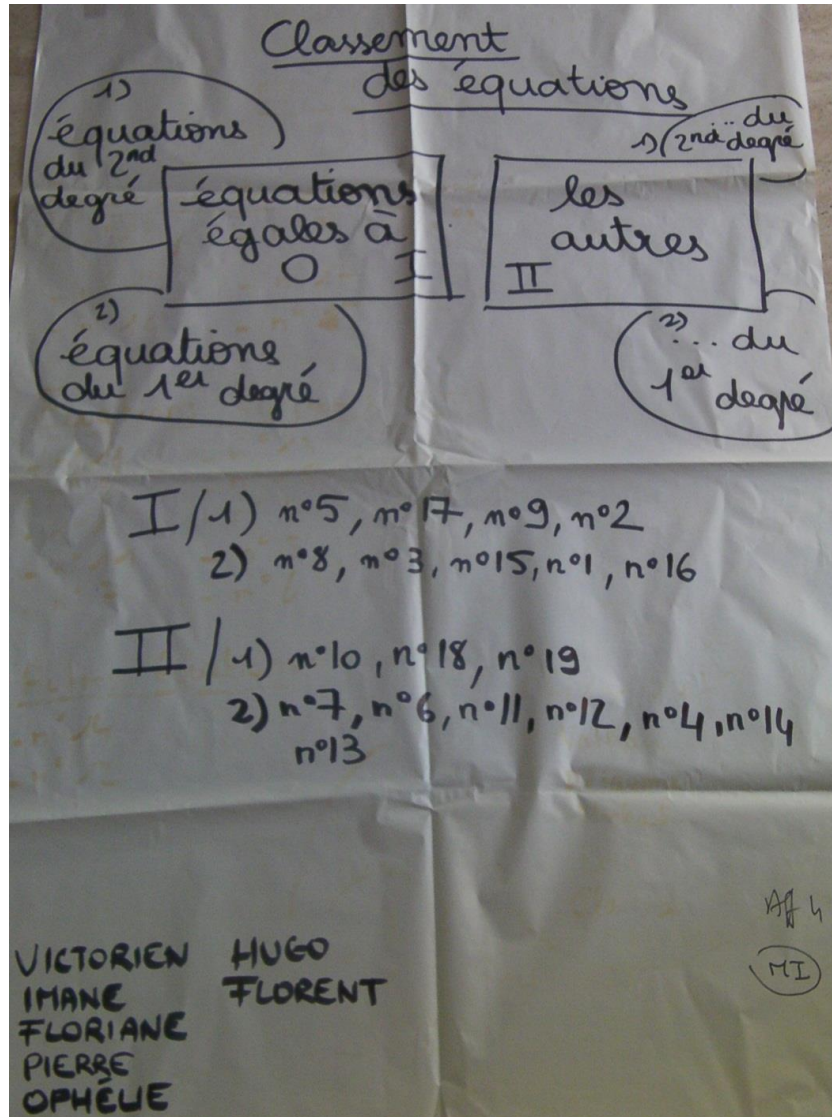 Classement
des équations
1)
équations
du 2nd
degré
équations
égales à
0 I
2)
équations
du 1er degré
les
autres
II
1) ... du
2nd degré
2)
... du
1er
degré
I/1) n°5, n°17, n°9, n°2
2) n°8, n°3, n°15, n°1, n°16
II/1) n°10, n°18, n°19
2) n°7, n°6, n°11, n°12, n°4, n°14
n°13
Aff 4
MI
VICTORIEN HUGO
IMANE FLORENT
FLORIANE
PIERRE
OPHÉLIE